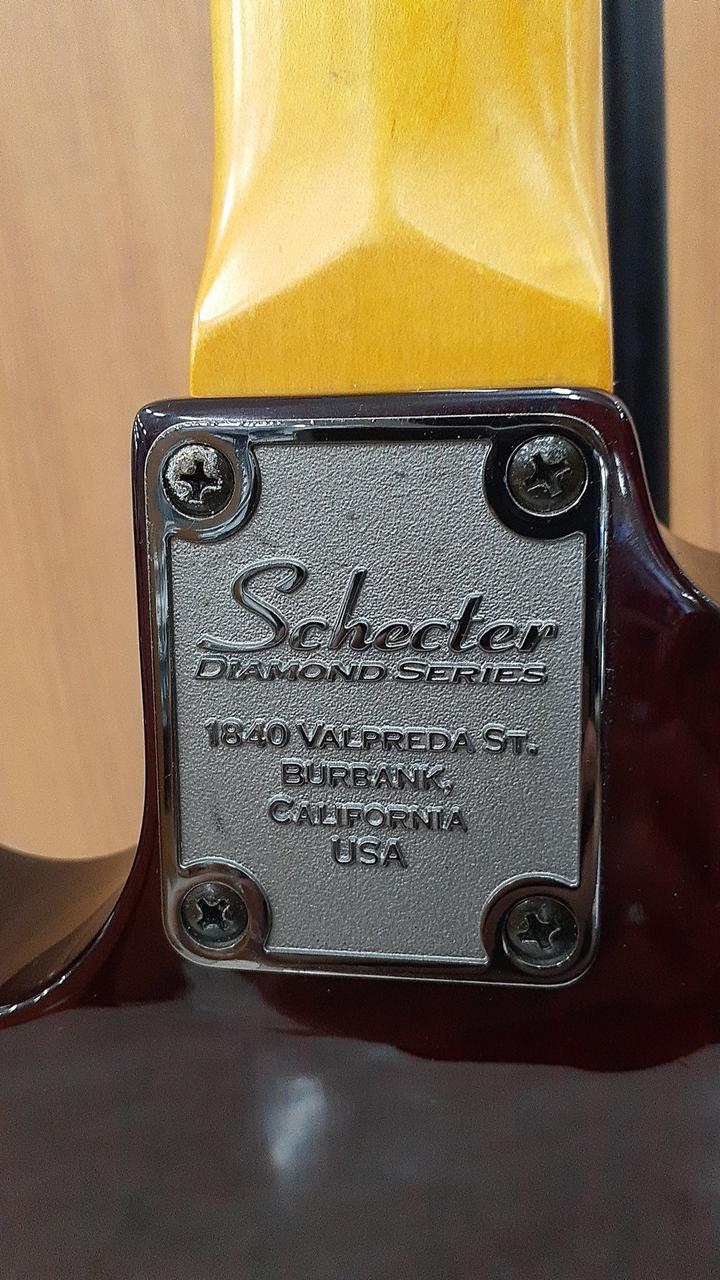 Schecter
DIAMOND SERIES
1840 VALPREDA ST.
BURBANK,
CALIFORNIA
USA